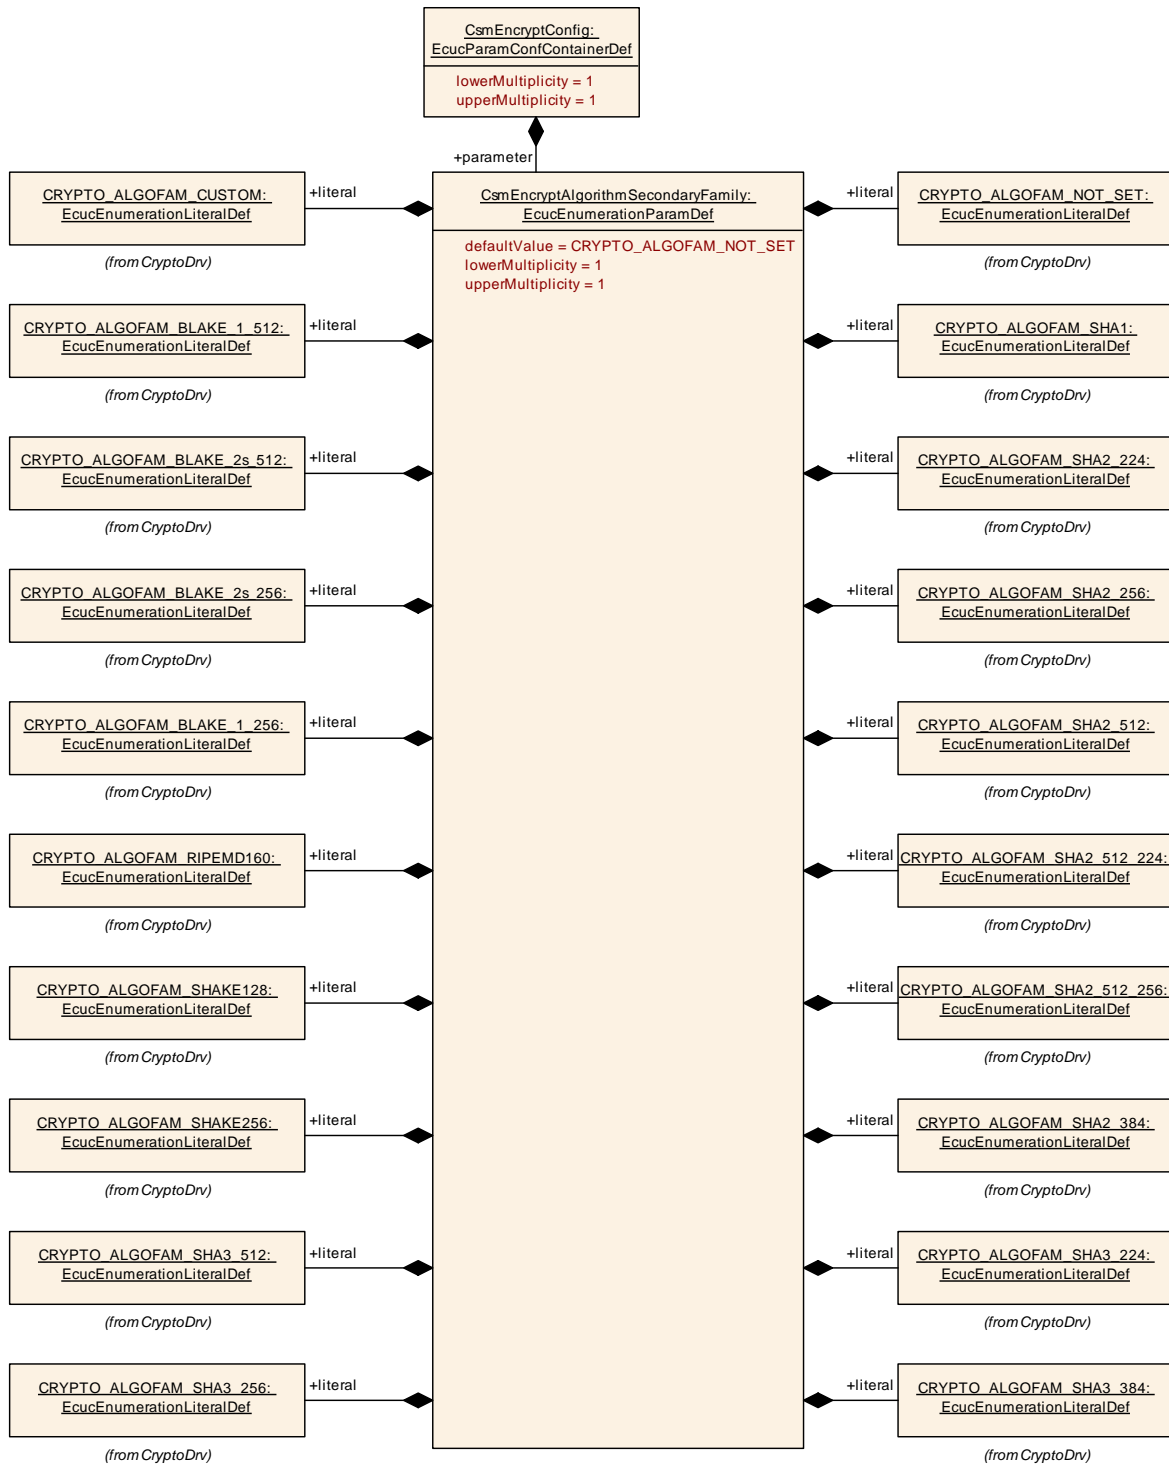 CsmEncryptConfig:
EcucParamConfContainerDef
lowerMultiplicity = 1
upperMultiplicity = 1
+parameter
CRYPTO_ALGOFAM_CUSTOM:
EcucEnumerationLiteralDef
(from CryptoDrv)
+literal
CsmEncryptAlgorithmSecondaryFamily:
EcucEnumerationParamDef
defaultValue = CRYPTO_ALGOFAM_NOT_SET
lowerMultiplicity = 1
upperMultiplicity = 1
+literal
CRYPTO_ALGOFAM_NOT_SET:
EcucEnumerationLiteralDef
(from CryptoDrv)
CRYPTO_ALGOFAM_BLAKE_1_512:
EcucEnumerationLiteralDef
(from CryptoDrv)
+literal
+literal
CRYPTO_ALGOFAM_SHA1:
EcucEnumerationLiteralDef
(from CryptoDrv)
CRYPTO_ALGOFAM_BLAKE_2s_512:
EcucEnumerationLiteralDef
(from CryptoDrv)
+literal
+literal
CRYPTO_ALGOFAM_SHA2_224:
EcucEnumerationLiteralDef
(from CryptoDrv)
CRYPTO_ALGOFAM_BLAKE_2s_256:
EcucEnumerationLiteralDef
(from CryptoDrv)
+literal
+literal
CRYPTO_ALGOFAM_SHA2_256:
EcucEnumerationLiteralDef
(from CryptoDrv)
CRYPTO_ALGOFAM_BLAKE_1_256:
EcucEnumerationLiteralDef
(from CryptoDrv)
+literal
+literal
CRYPTO_ALGOFAM_SHA2_512:
EcucEnumerationLiteralDef
(from CryptoDrv)
CRYPTO_ALGOFAM_RIPEMD160:
EcucEnumerationLiteralDef
(from CryptoDrv)
+literal
+literal
CRYPTO_ALGOFAM_SHA2_512_224:
EcucEnumerationLiteralDef
(from CryptoDrv)
CRYPTO_ALGOFAM_SHAKE128:
EcucEnumerationLiteralDef
(from CryptoDrv)
+literal
+literal
CRYPTO_ALGOFAM_SHA2_512_256:
EcucEnumerationLiteralDef
(from CryptoDrv)
CRYPTO_ALGOFAM_SHAKE256:
EcucEnumerationLiteralDef
(from CryptoDrv)
+literal
+literal
CRYPTO_ALGOFAM_SHA2_384:
EcucEnumerationLiteralDef
(from CryptoDrv)
CRYPTO_ALGOFAM_SHA3_512:
EcucEnumerationLiteralDef
(from CryptoDrv)
+literal
+literal
CRYPTO_ALGOFAM_SHA3_224:
EcucEnumerationLiteralDef
(from CryptoDrv)
CRYPTO_ALGOFAM_SHA3_256:
EcucEnumerationLiteralDef
(from CryptoDrv)
+literal
+literal
CRYPTO_ALGOFAM_SHA3_384:
EcucEnumerationLiteralDef
(from CryptoDrv)